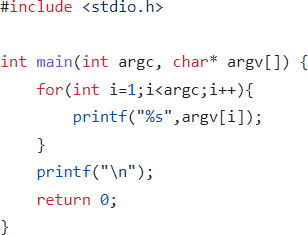 #include <stdio.h>

int main(int argc, char* argv[]) {
    for(int i=1;i<argc;i++){
        printf("%s",argv[i]);
    }
    printf("\n");
    return 0;
}